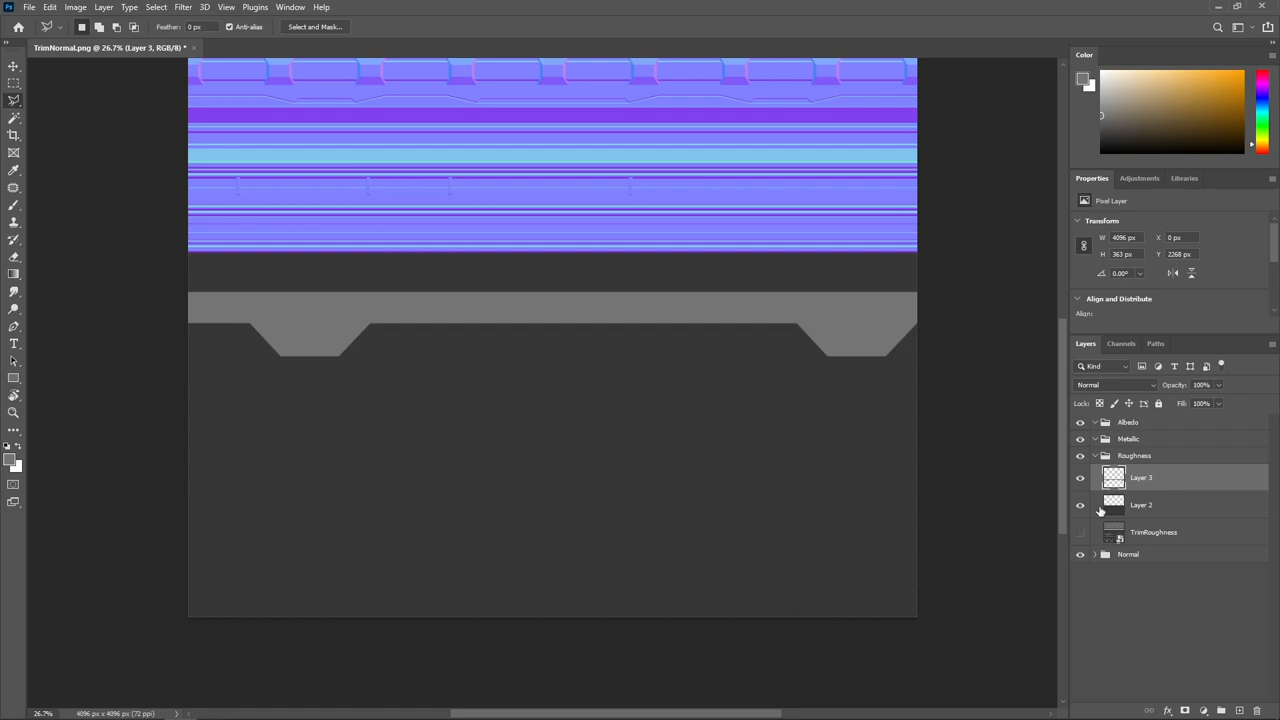 File Edit Image Layer Type Select Filter 3D View Plugins Window Help
Feather: 0 px Anti-alias Select and Mask...
TrimNormal.png @ 26.7% (Layer 3, RGB/8) *
Color
Properties Adjustments Libraries
Pixel Layer
Transform
W 4096 px X 0 px
H 363 px Y 2268 px
0.00°
Align and Distribute
Align:
Layers Channels Paths
Kind
Normal Opacity: 100%
Lock: Fill: 100%
Albedo
Metallic
Roughness
Layer 3
Layer 2
TrimRoughness
Normal
26.7% 4096 px x 4096 px (72 ppi)